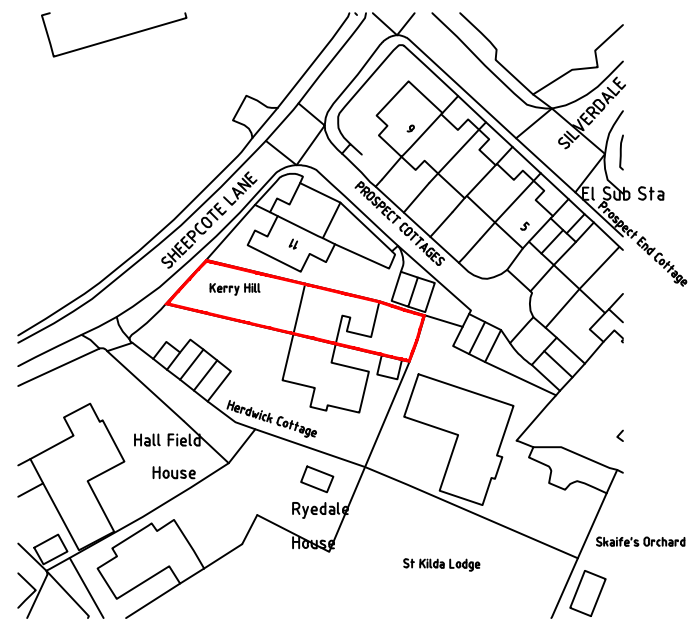 SILVERDALE
9
El Sub Sta
SHEEPCOTE LANE
PROSPECT COTTAGES
Prospect End Cottage
5
11
Kerry Hill
Herdwick Cottage
Hall Field
House
Ryedale
House
Skaife's Orchard
St Kilda Lodge